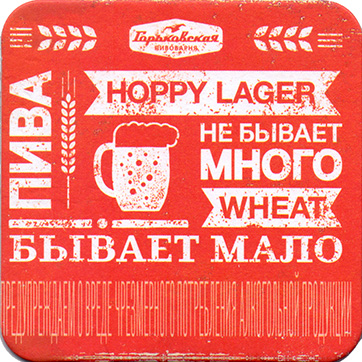 Горьковская
ПИВОВАРНЯ
ПИВА
HOPPY LAGER
НЕ БЫВАЕТ
МНОГО
WHEAT
БЫВАЕТ МАЛО
ПРЕДУПРЕЖДАЕМ О ВРЕДЕ ЧРЕЗМЕРНОГО ПОТРЕБЛЕНИЯ АЛКОГОЛЬНОЙ ПРОДУКЦИИ